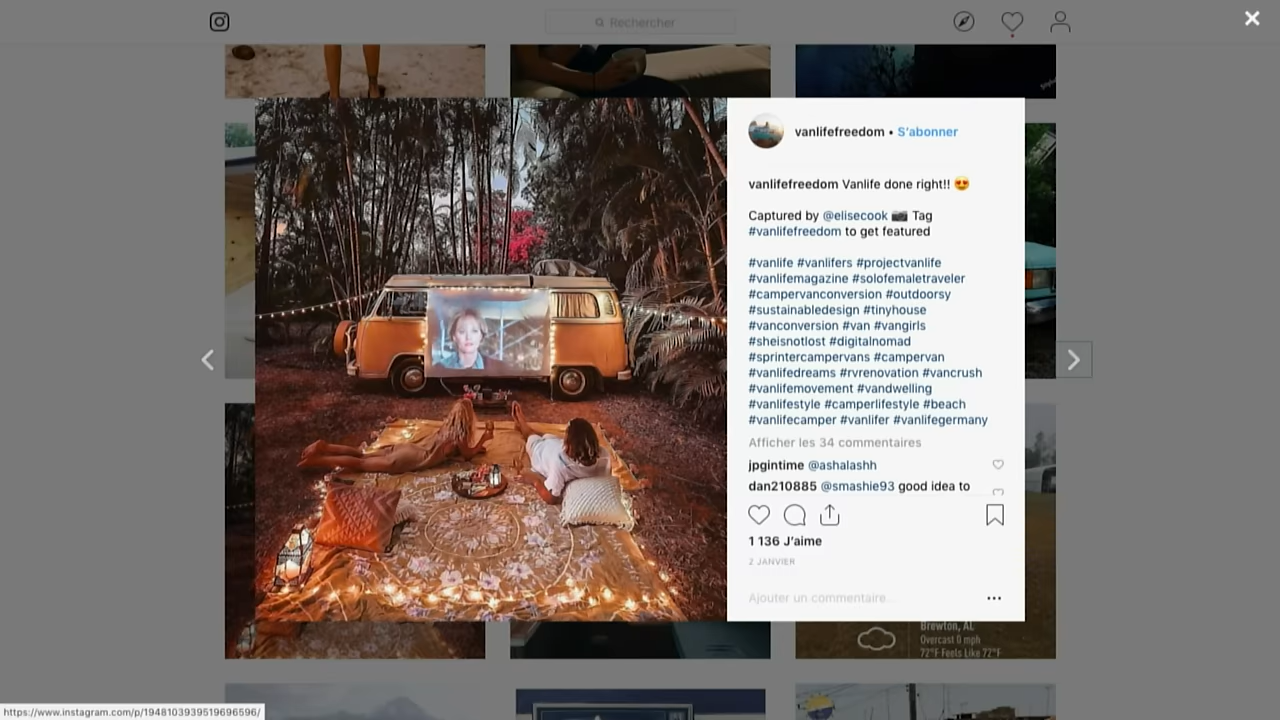 Rechercher
vanlifefreedom • S'abonner
vanlifefreedom Vanlife done right!! 😍
Captured by @elisecook 📷 Tag
#vanlifefreedom to get featured
#vanlife #vanlifers #projectvanlife
#vanlifemagazine #solofemaletraveler
#campervanconversion #outdoorsy
#sustainabledesign #tinyhouse
#vanconversion #van #vangirls
#sheisnotlost #digitalnomad
#sprintercampervans #campervan
#vanlifedreams #rvrenovation #vancrush
#vanlifemovement #vandwelling
#vanlifestyle #camperlifestyle #beach
#vanlifecamper #vanlifer #vanlifegermany
Afficher les 34 commentaires
jpgintime @ashalashh
dan210885 @smashie93 good idea to
1 136 J'aime
2 JANVIER
Ajouter un commentaire...
Brewton, AL
Overcast 0 mph
72°F Feels Like 72°F
https://www.instagram.com/p/1948103939519696596/